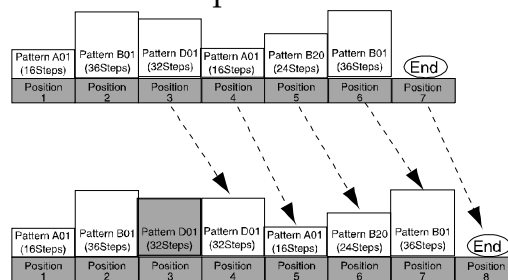 Pattern A01
(16Steps)
Pattern B01
(36Steps)
Pattern D01
(32Steps)
Pattern A01
(16Steps)
Pattern B20
(24Steps)
Pattern B01
(36Steps)
End
Position
1
Position
2
Position
3
Position
4
Position
5
Position
6
Position
7
Pattern A01
(16Steps)
Pattern B01
(36Steps)
Pattern D01
(32Steps)
Pattern D01
(32Steps)
Pattern A01
(16Steps)
Pattern B20
(24Steps)
Pattern B01
(36Steps)
End
Position
1
Position
2
Position
3
Position
4
Position
5
Position
6
Position
7
Position
8